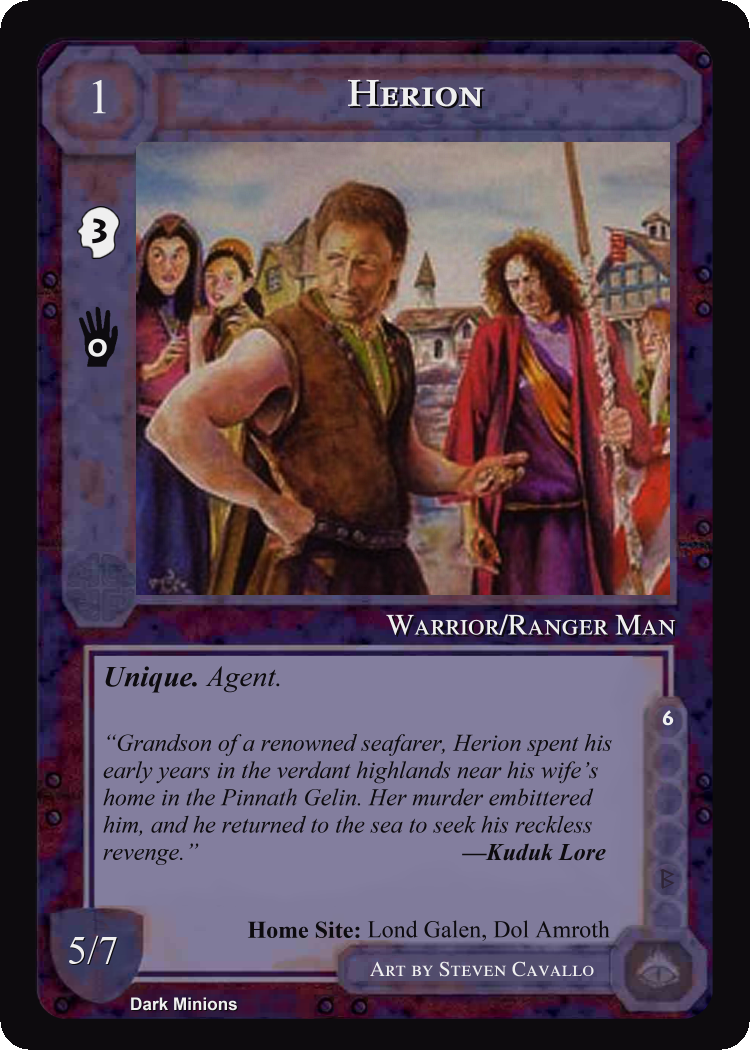 1
Herion
3
0
Warrior/Ranger Man
Unique. Agent.
6
“Grandson of a renowned seafarer, Herion spent his
early years in the verdant highlands near his wife’s
home in the Pinnath Gelin. Her murder embittered
him, and he returned to the sea to seek his reckless
revenge.” —Kuduk Lore
Home Site: Lond Galen, Dol Amroth
5/7
Art by Steven Cavallo
Dark Minions